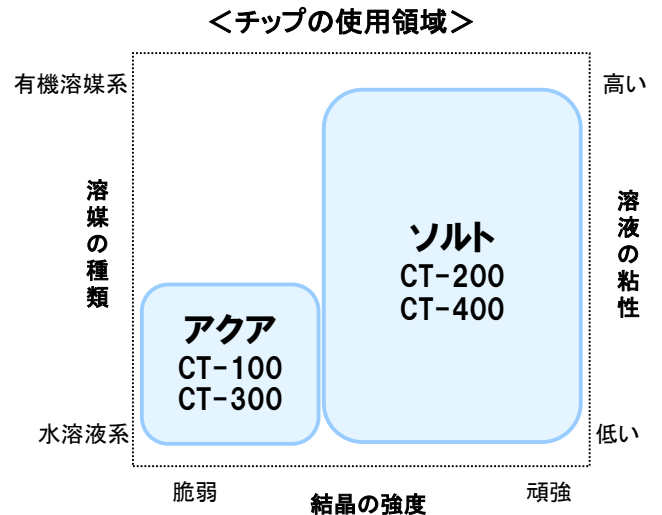 ＜チップの使用領域＞
有機溶媒系
高い
溶媒の種類
溶液の粘性
ソルト
CT-200
CT-400
アクア
CT-100
CT-300
水溶液系
低い
脆弱
結晶の強度
頑強